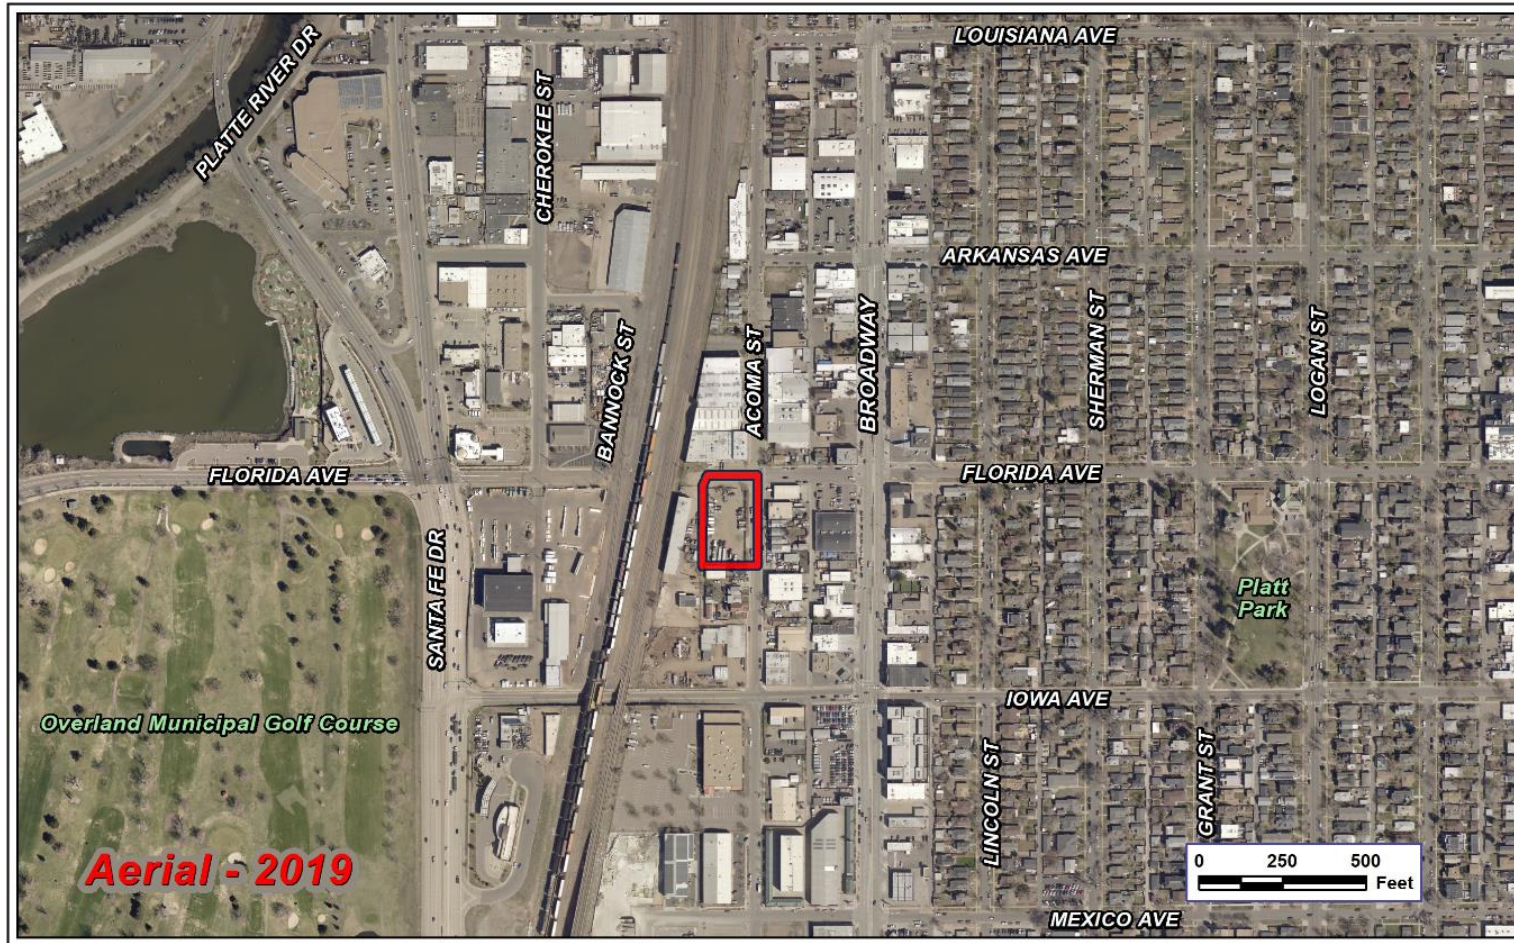 LOUISIANA AVE
PLATTE RIVER DR
CHEROKEE ST
ARKANSAS AVE
BANNOCK ST
ACOMA ST
BROADWAY
SHERMAN ST
LOGAN ST
FLORIDA AVE
FLORIDA AVE
SANTA FE DR
Platt
Park
IOWA AVE
Overland Municipal Golf Course
LINCOLN ST
GRANT ST
Aerial - 2019
0 250 500
Feet
MEXICO AVE